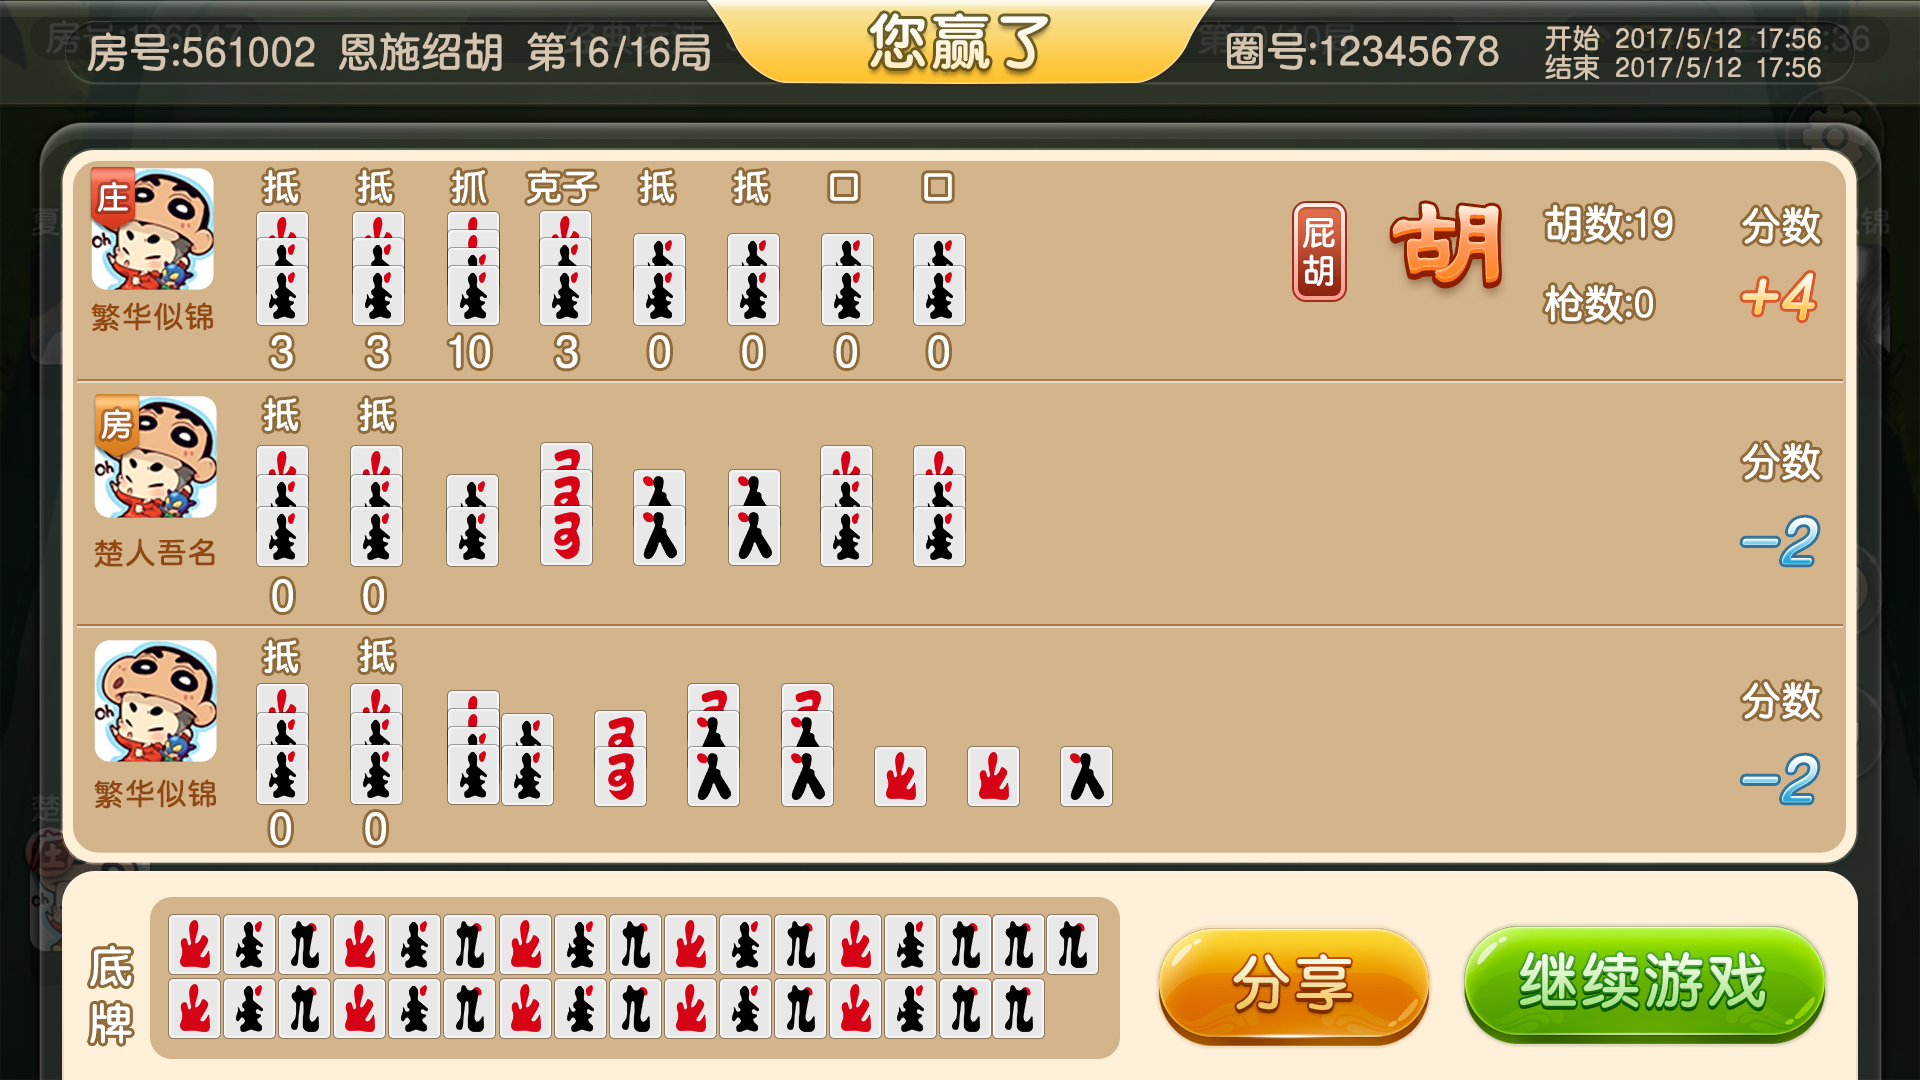 房号:561002 恩施绍胡 第16/16局
您赢了
圈号:12345678
开始 2017/5/12 17:56
结束 2017/5/12 17:56
庄
抵 抵 抓 克子 抵 抵 口 口
3 3 10 3 0 0 0 0
繁华似锦
屁胡
胡
胡数:19
枪数:0
分数
+4
房
抵 抵
0 0
楚人吾名
分数
-2
抵 抵
0 0
繁华似锦
分数
-2
底牌
分享
继续游戏